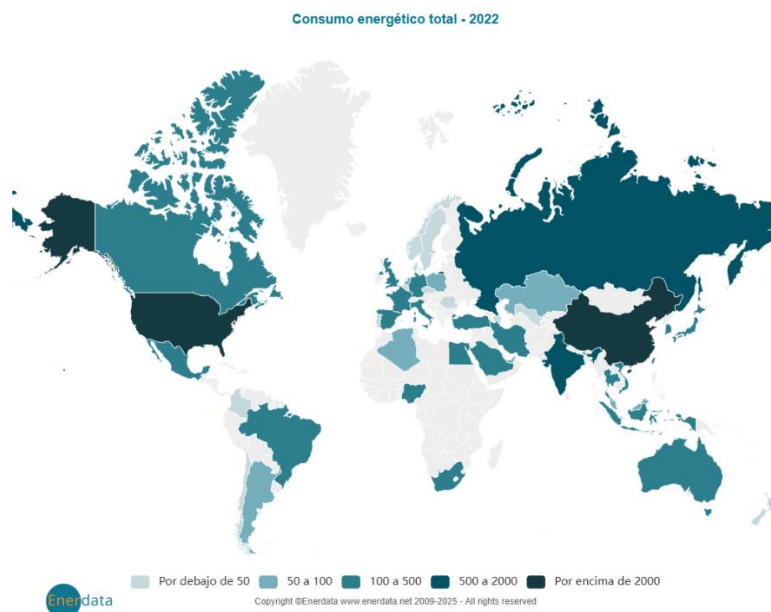 Consumo energético total - 2022
Por debajo de 50
50 a 100
100 a 500
500 a 2000
Por encima de 2000
Enerdata
Copyright ©Enerdata www.enerdata.net 2009-2025 - All rights reserved